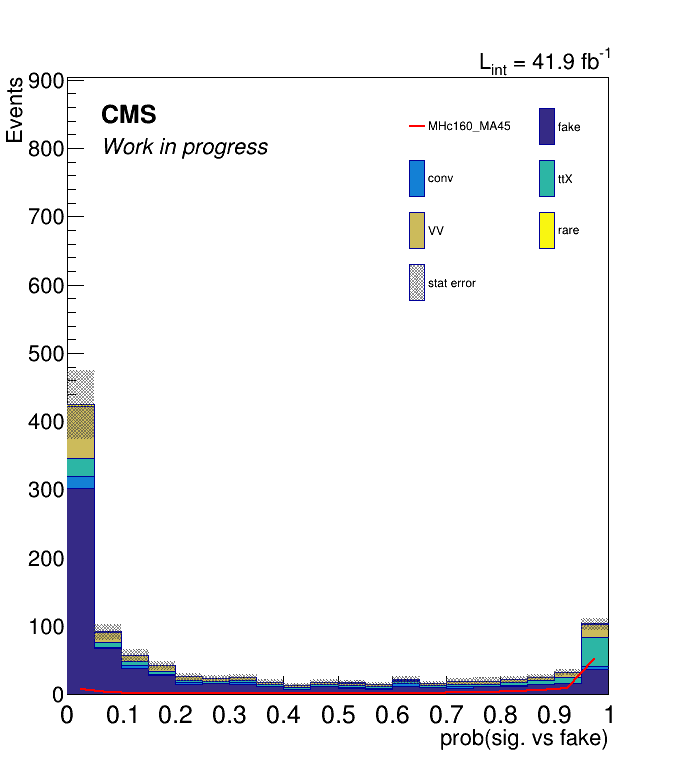 L_int = 41.9 fb^-1
Events
900
800
700
600
500
400
300
200
100
0
CMS
Work in progress
MHc160_MA45
fake
conv
ttX
VV
rare
stat error
0 0.1 0.2 0.3 0.4 0.5 0.6 0.7 0.8 0.9 1
prob(sig. vs fake)